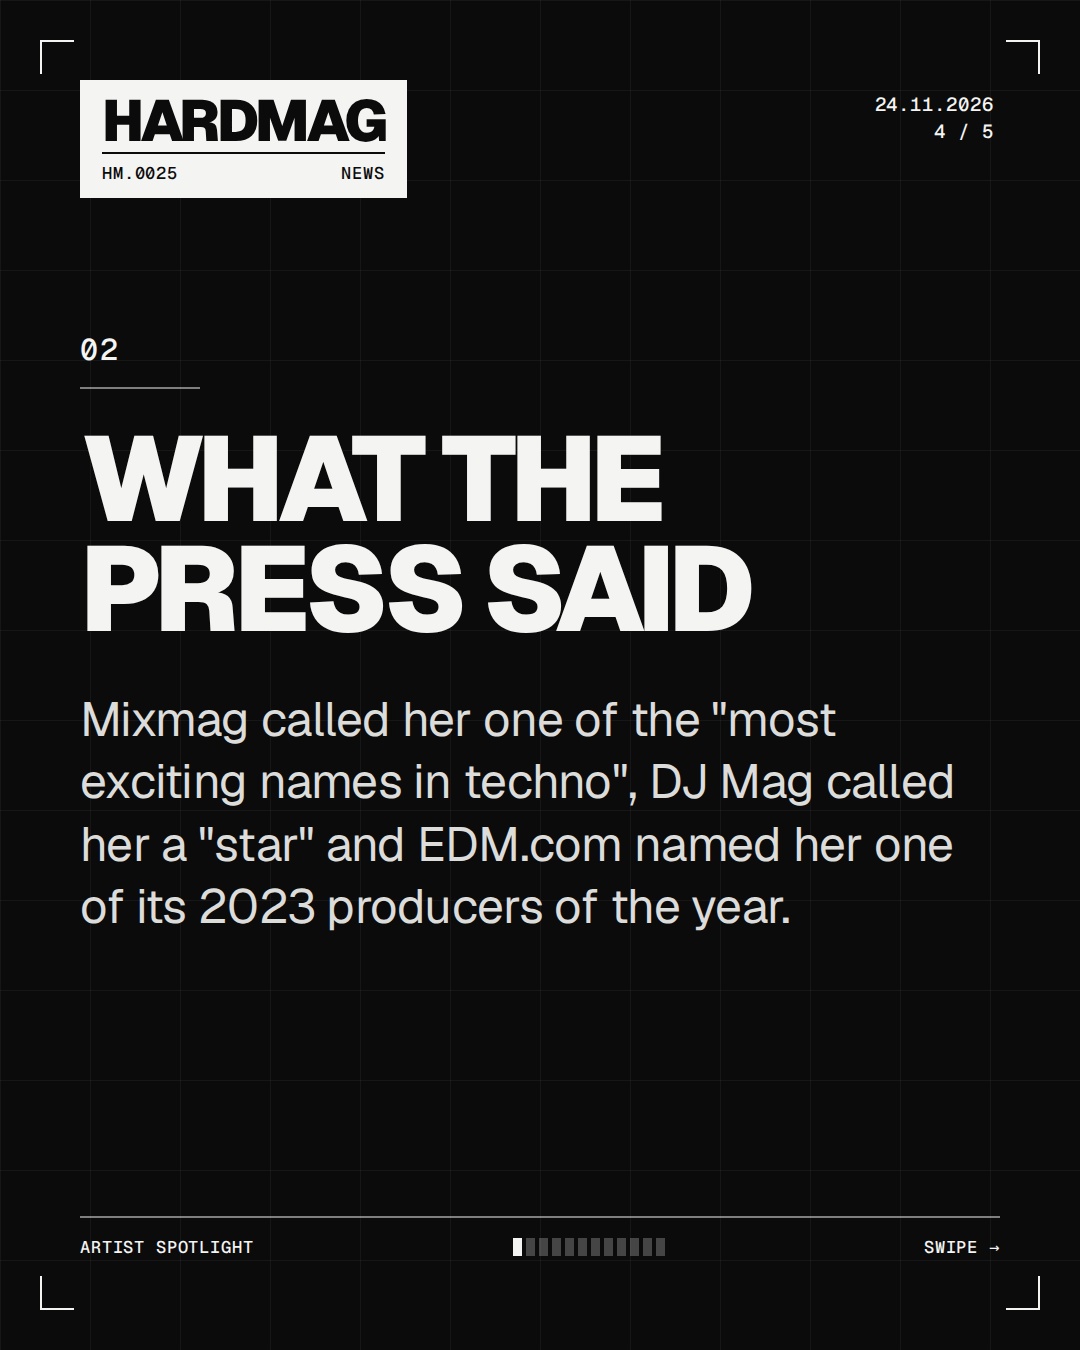 HARDMAG
HM.0025 NEWS
24.11.2026
4 / 5
02
WHAT THE
PRESS SAID
Mixmag called her one of the "most
exciting names in techno", DJ Mag called
her a "star" and EDM.com named her one
of its 2023 producers of the year.
ARTIST SPOTLIGHT
SWIPE →